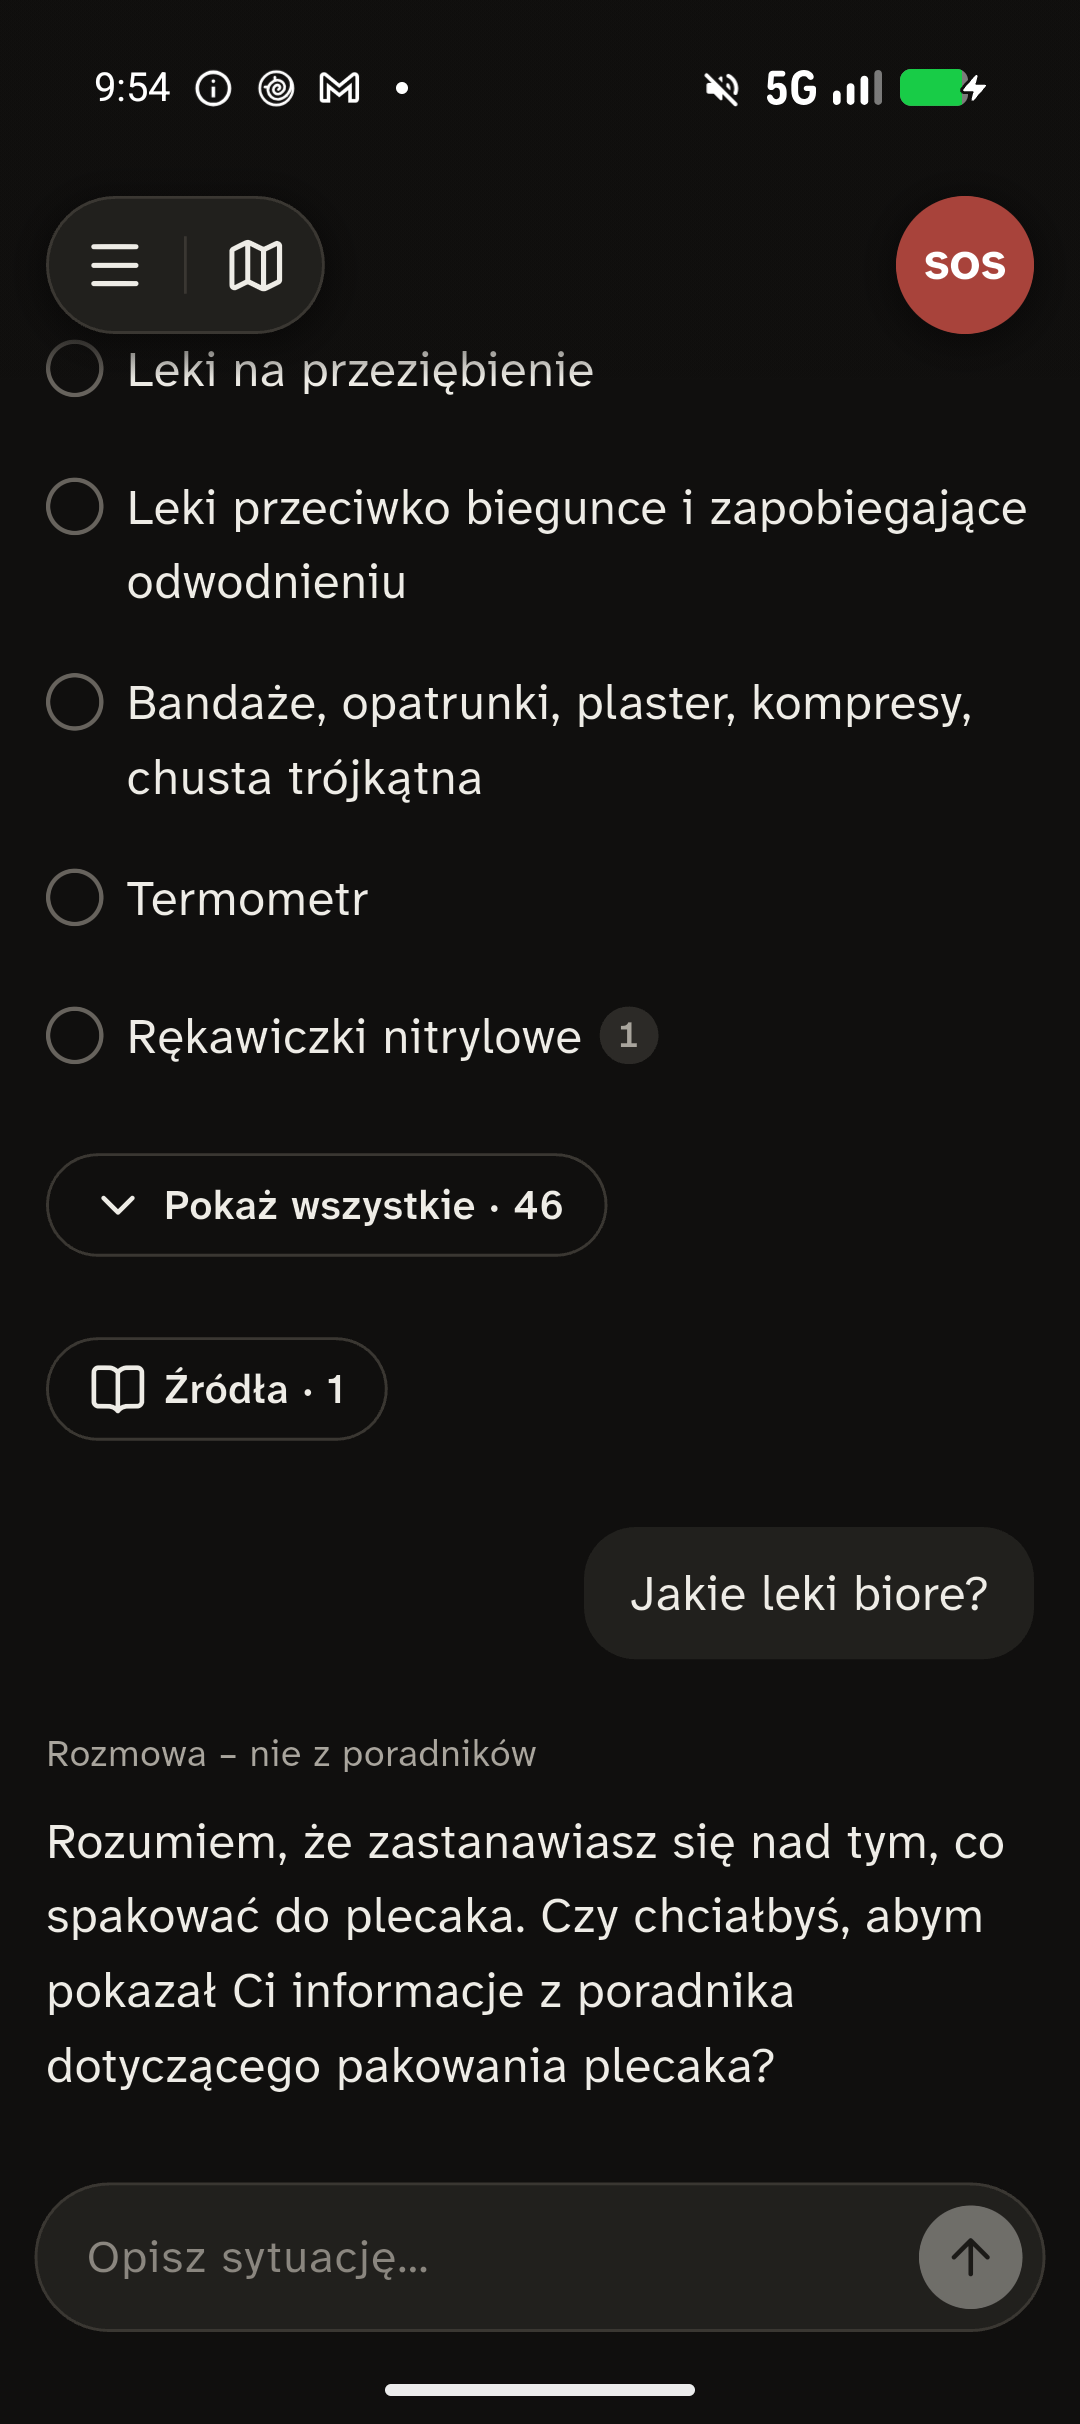 9:54
5G
SOS
Leki na przeziębienie
Leki przeciwko biegunce i zapobiegające
odwodnieniu
Bandaże, opatrunki, plaster, kompresy,
chusta trójkątna
Termometr
Rękawiczki nitrylowe 1
Pokaż wszystkie · 46
Źródła · 1
Jakie leki biore?
Rozmowa – nie z poradników
Rozumiem, że zastanawiasz się nad tym, co
spakować do plecaka. Czy chciałbyś, abym
pokazał Ci informacje z poradnika
dotyczącego pakowania plecaka?
Opisz sytuację...